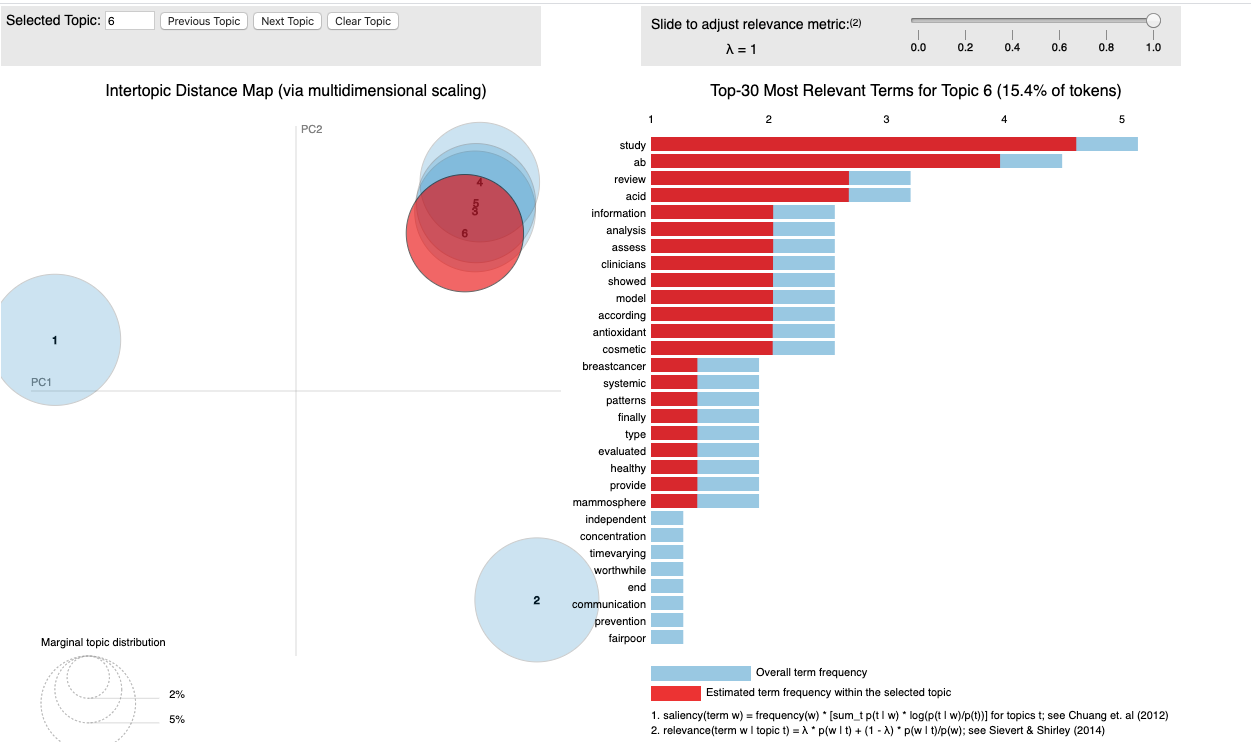 Selected Topic: 6 Previous Topic Next Topic Clear Topic
Slide to adjust relevance metric:(2)
λ = 1
0.0 0.2 0.4 0.6 0.8 1.0
Intertopic Distance Map (via multidimensional scaling)
PC2
4
5
3
6
1
PC1
2
Marginal topic distribution
2%
5%
Top-30 Most Relevant Terms for Topic 6 (15.4% of tokens)
1 2 3 4 5
study
ab
review
acid
information
analysis
assess
clinicians
showed
model
according
antioxidant
cosmetic
breastcancer
systemic
patterns
finally
type
evaluated
healthy
provide
mammosphere
independent
concentration
timevarying
worthwhile
end
communication
prevention
fairpoor
Overall term frequency
Estimated term frequency within the selected topic
1. saliency(term w) = frequency(w) * [sum_t p(t | w) * log(p(t | w)/p(t))] for topics t; see Chuang et. al (2012)
2. relevance(term w | topic t) = λ * p(w | t) + (1 - λ) * p(w | t)/p(w); see Sievert & Shirley (2014)